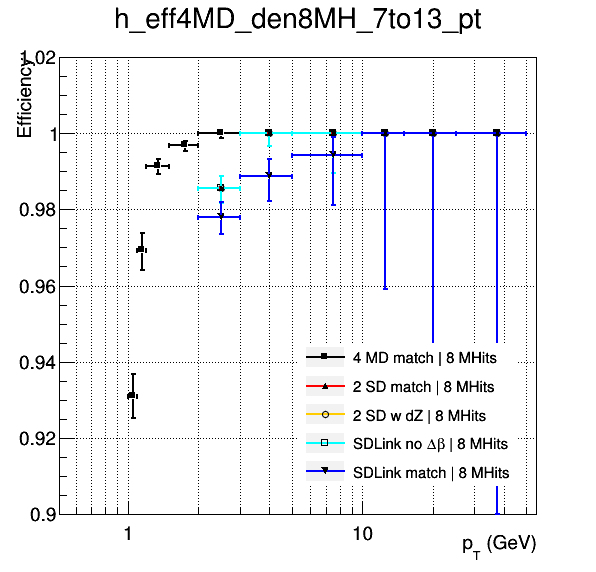 h_eff4MD_den8MH_7to13_pt
Efficiency
1.02
1
0.98
0.96
0.94
0.92
0.9
4 MD match | 8 MHits
2 SD match | 8 MHits
2 SD w dZ | 8 MHits
SDLink no Δβ | 8 MHits
SDLink match | 8 MHits
1 10
p_T (GeV)